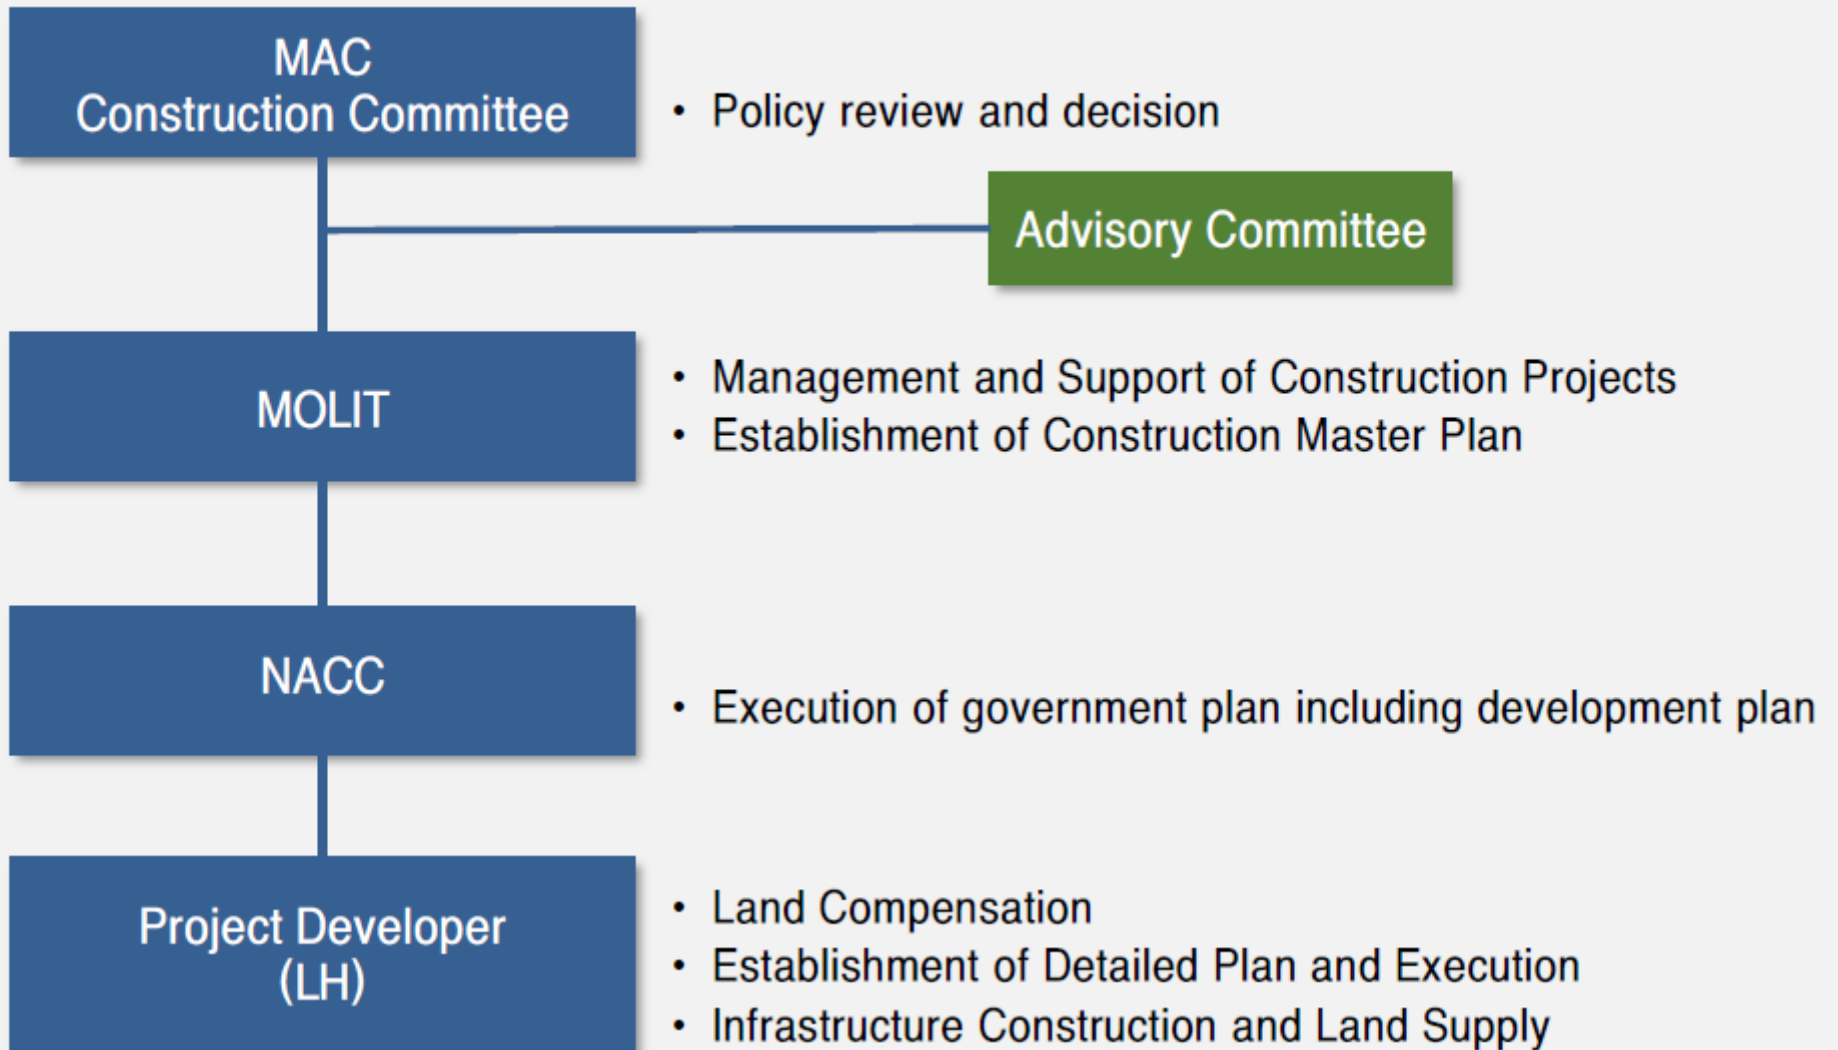 MAC
Construction Committee
• Policy review and decision
Advisory Committee
MOLIT
• Management and Support of Construction Projects
• Establishment of Construction Master Plan
NACC
• Execution of government plan including development plan
Project Developer
(LH)
• Land Compensation
• Establishment of Detailed Plan and Execution
• Infrastructure Construction and Land Supply